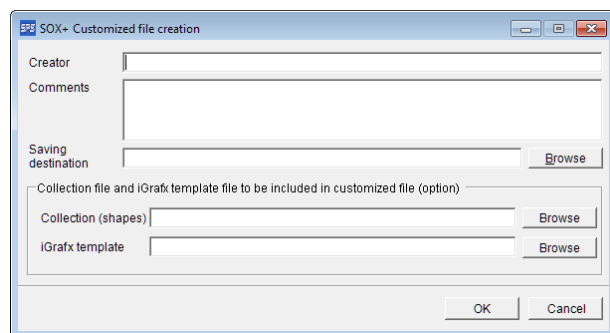 SOX+ Customized file creation
Creator
Comments
Saving
destination
Browse
Collection file and iGrafx template file to be included in customized file (option)
Collection (shapes)
Browse
iGrafx template
Browse
OK
Cancel